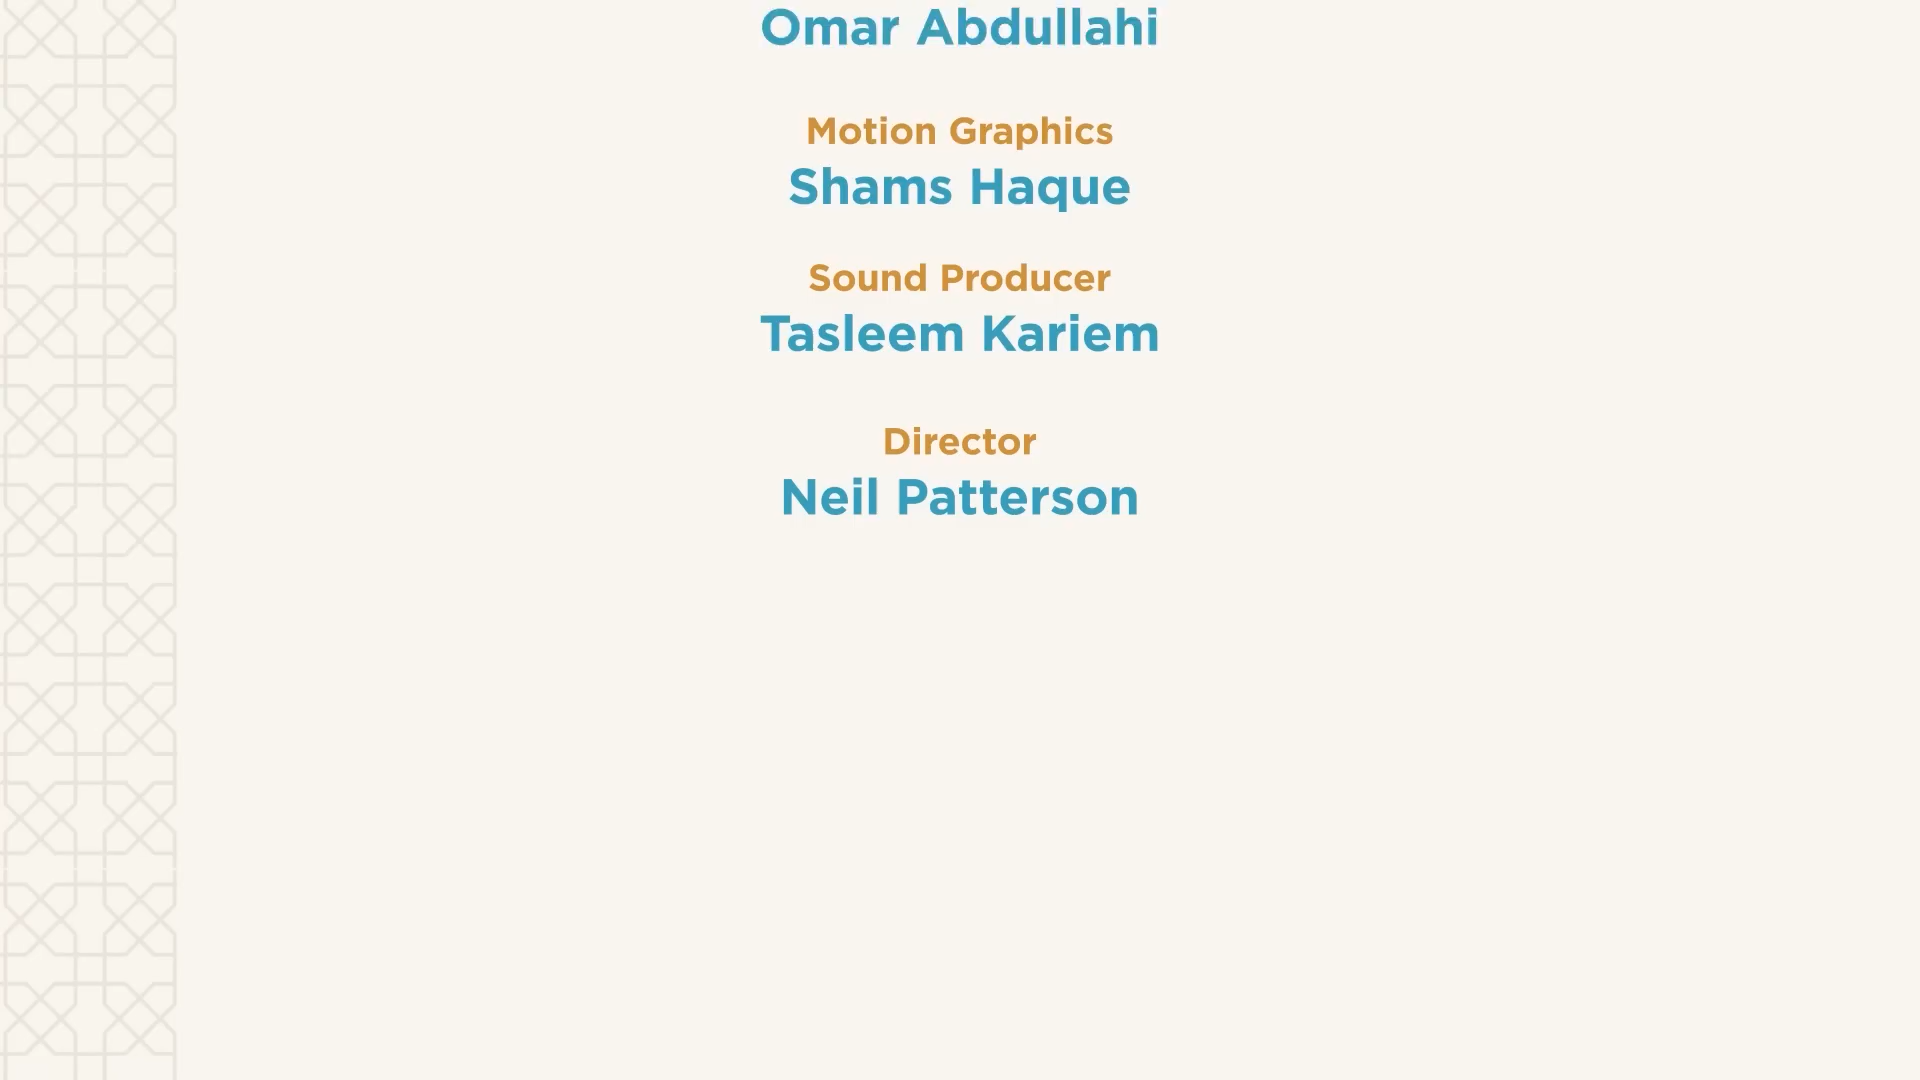 Omar Abdullahi
Motion Graphics
Shams Haque
Sound Producer
Tasleem Kariem
Director
Neil Patterson